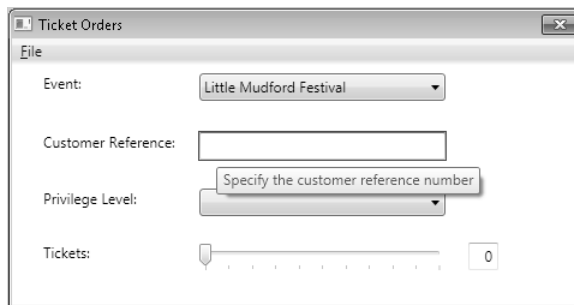 Ticket Orders
File
Event:
Little Mudford Festival
Customer Reference:
Specify the customer reference number
Privilege Level:
Tickets:
0